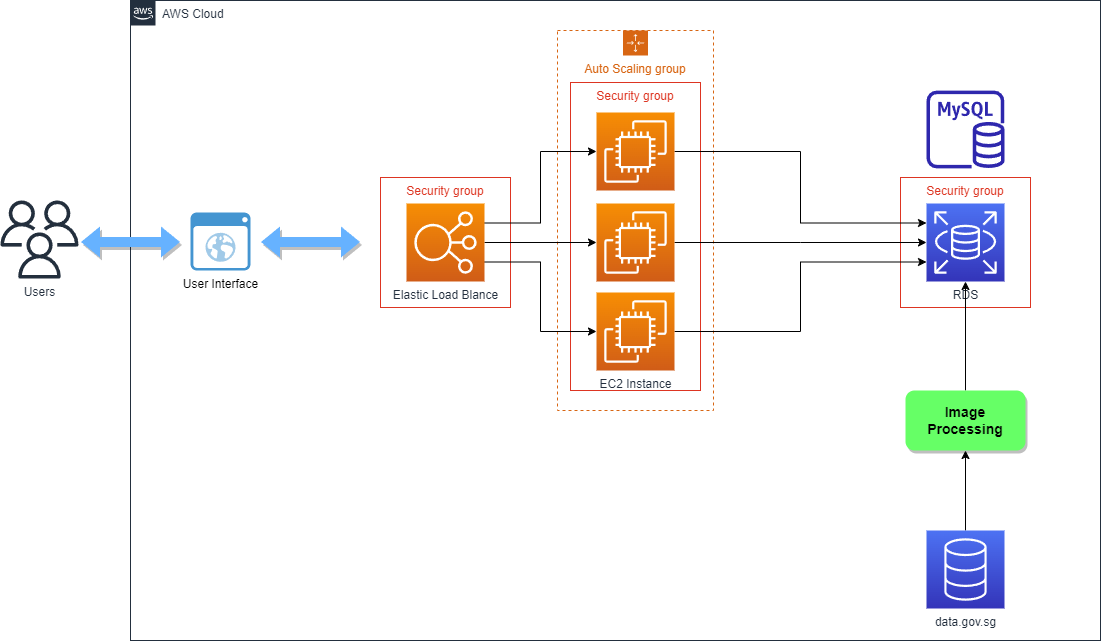 aws
AWS Cloud
Auto Scaling group
Security group
MySQL
Security group
Security group
Users
User Interface
Elastic Load Blance
RDS
EC2 Instance
Image
Processing
data.gov.sg